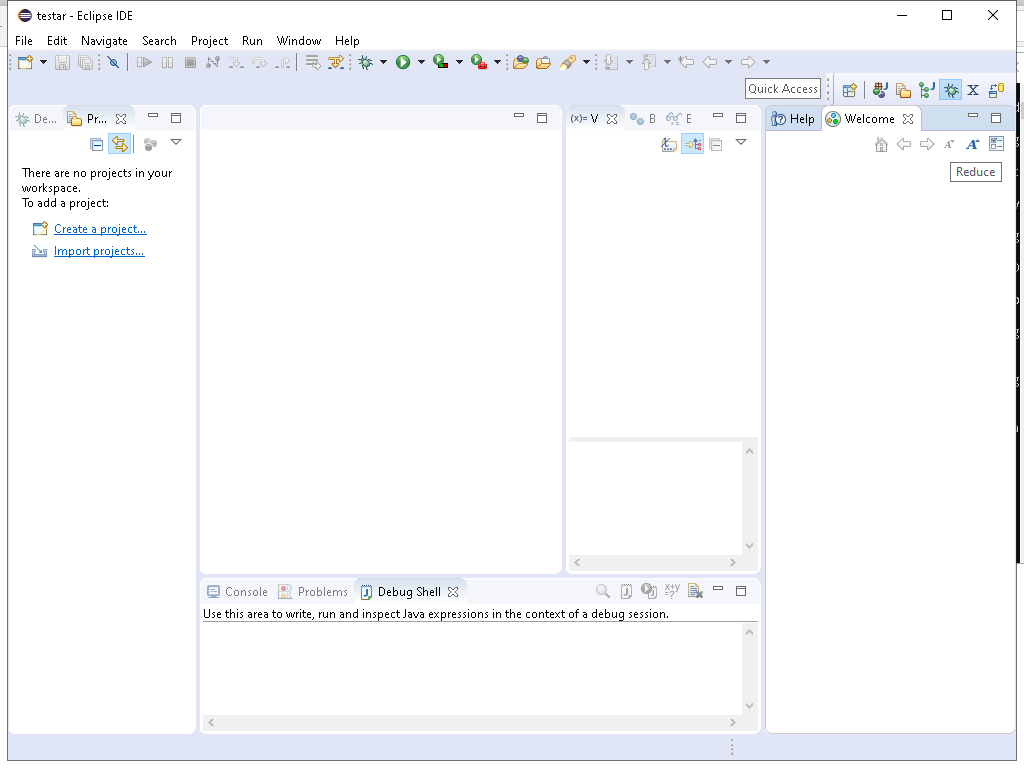 testar - Eclipse IDE
File Edit Navigate Search Project Run Window Help
Quick Access
X
De... Pr...
(x)= V B E
Help Welcome
Reduce
There are no projects in your
workspace.
To add a project:
Create a project...
Import projects...
Console Problems Debug Shell
Use this area to write, run and inspect Java expressions in the context of a debug session.